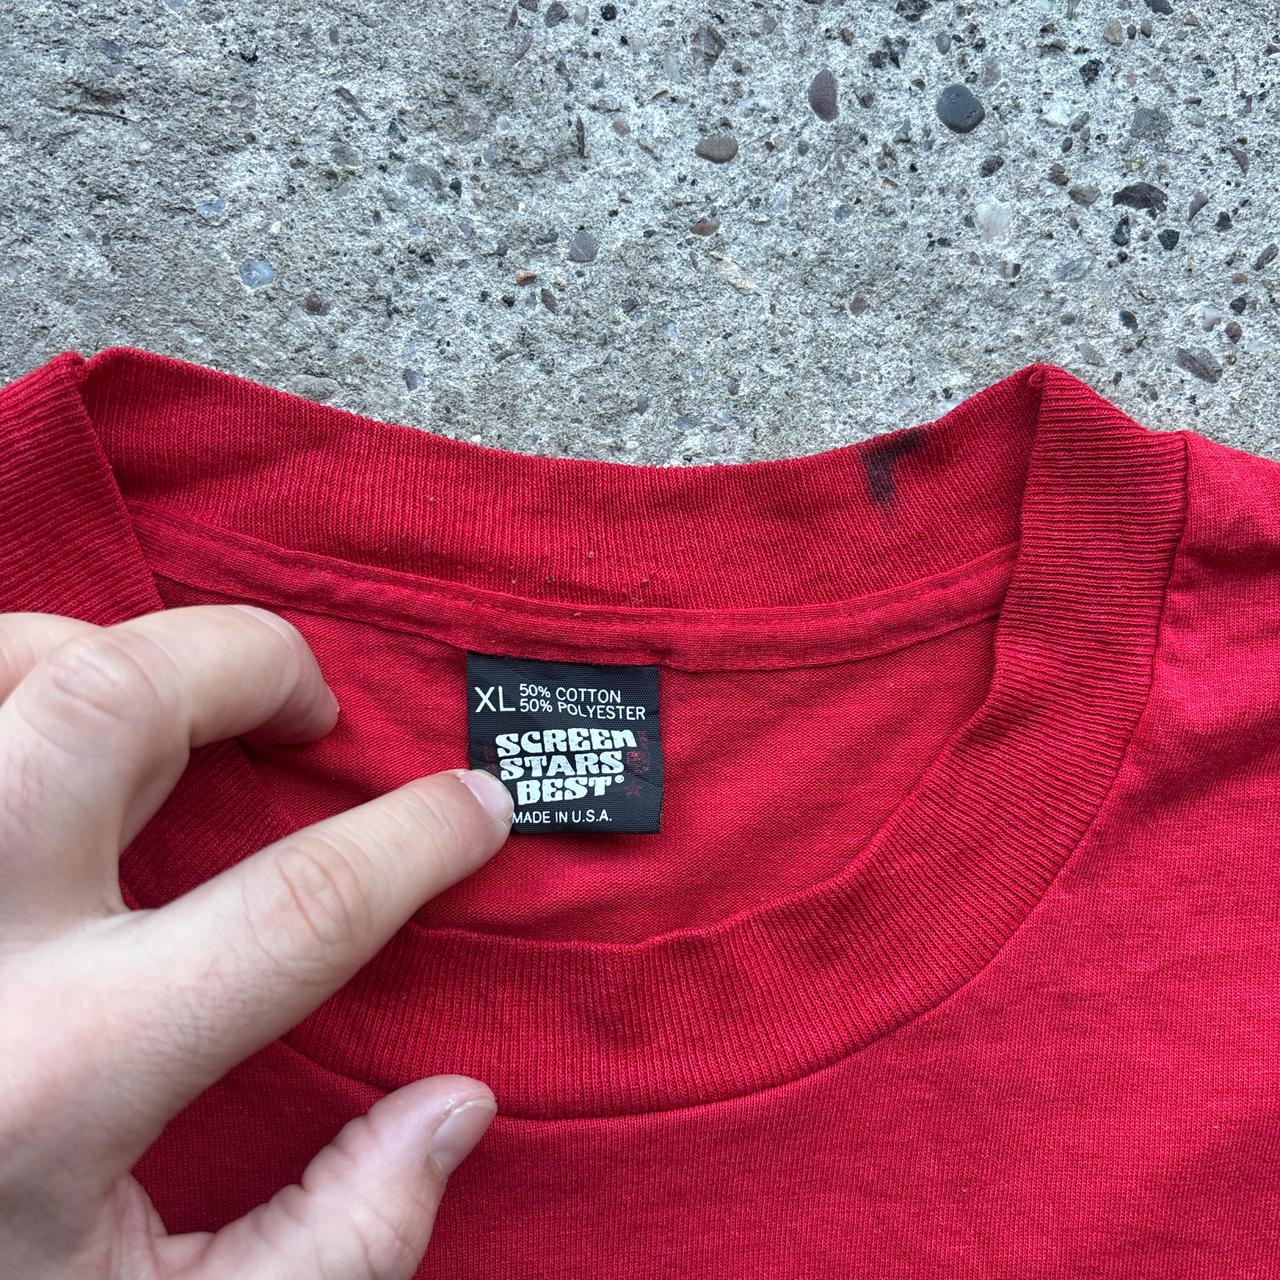 XL 50% COTTON
50% POLYESTER
SCREEN
STARS
BEST®
MADE IN U.S.A.